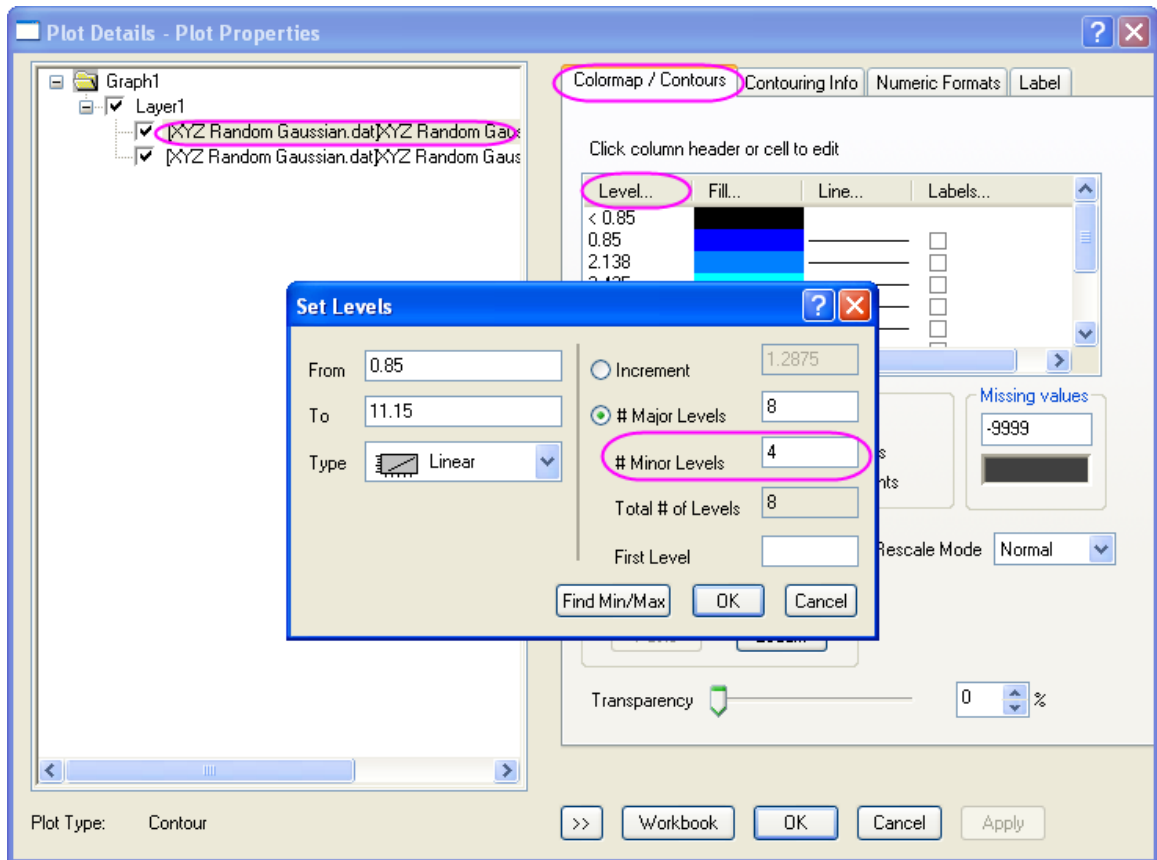 Plot Details - Plot Properties
Graph1
Layer1
[XYZ Random Gaussian.dat]XYZ Random Gaus
[XYZ Random Gaussian.dat]XYZ Random Gaus
Colormap / Contours Contouring Info Numeric Formats Label
Click column header or cell to edit
Level... Fill... Line... Labels...
< 0.85
0.85
2.138
Set Levels
From 0.85
To 11.15
Type Linear
Increment 1.2875
# Major Levels 8
# Minor Levels 4
Total # of Levels 8
First Level
Find Min/Max OK Cancel
Missing values
-9999
Rescale Mode Normal
Transparency 0 %
Plot Type: Contour
>> Workbook OK Cancel Apply